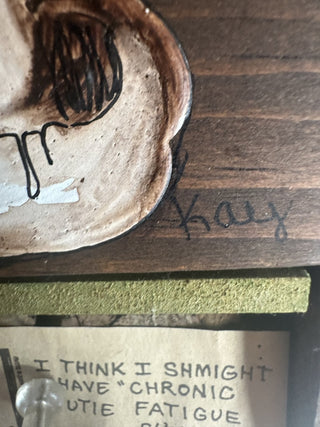 Kay
I THINK I SHMIGHT
HAVE "CHRONIC
UTIE FATIGUE